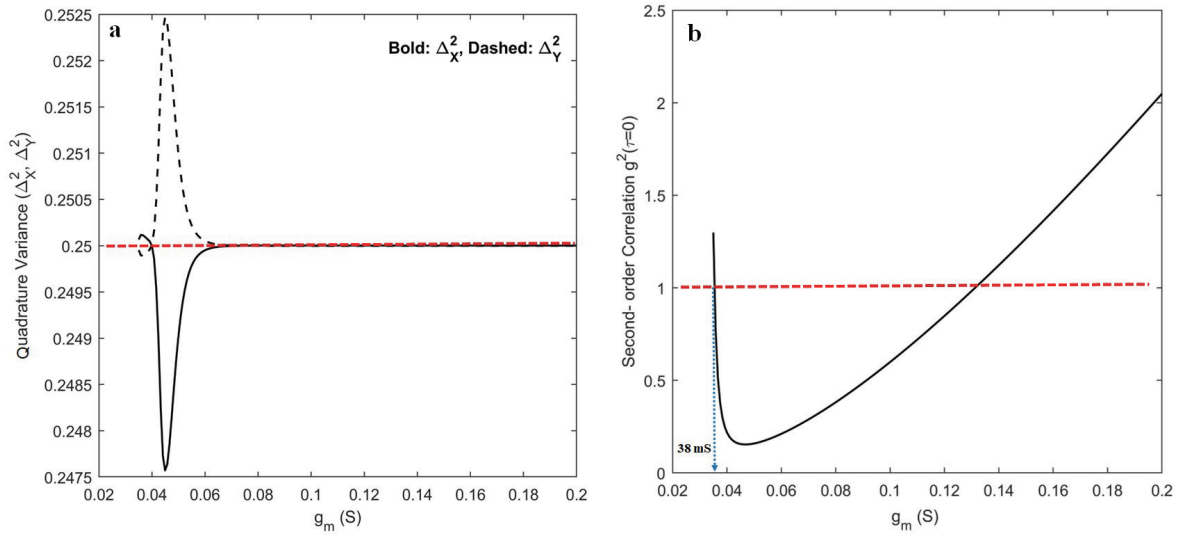 a
Bold: Δ²X, Dashed: Δ²Y
Quadrature Variance (Δ²X, Δ²Y)
0.2525
0.252
0.2515
0.251
0.2505
0.25
0.2495
0.249
0.2485
0.248
0.2475
0.02 0.04 0.06 0.08 0.1 0.12 0.14 0.16 0.18 0.2
gm (S)
b
Second- order Correlation g²(τ=0)
2.5
2
1.5
1
0.5
0
38 mS
0.02 0.04 0.06 0.08 0.1 0.12 0.14 0.16 0.18 0.2
gm (S)